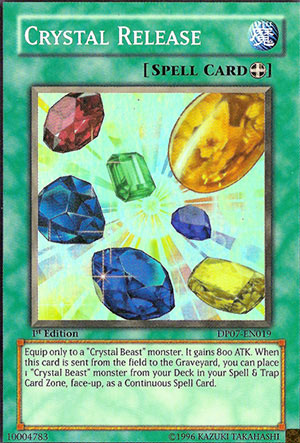 CRYSTAL RELEASE
魔
[SPELL CARD]
1st Edition
DP07-EN019
Equip only to a "Crystal Beast" monster. It gains 800 ATK. When
this card is sent from the field to the Graveyard, you can place
1 "Crystal Beast" monster from your Deck in your Spell & Trap
Card Zone, face-up, as a Continuous Spell Card.
10004783
©1996 KAZUKI TAKAHASHI